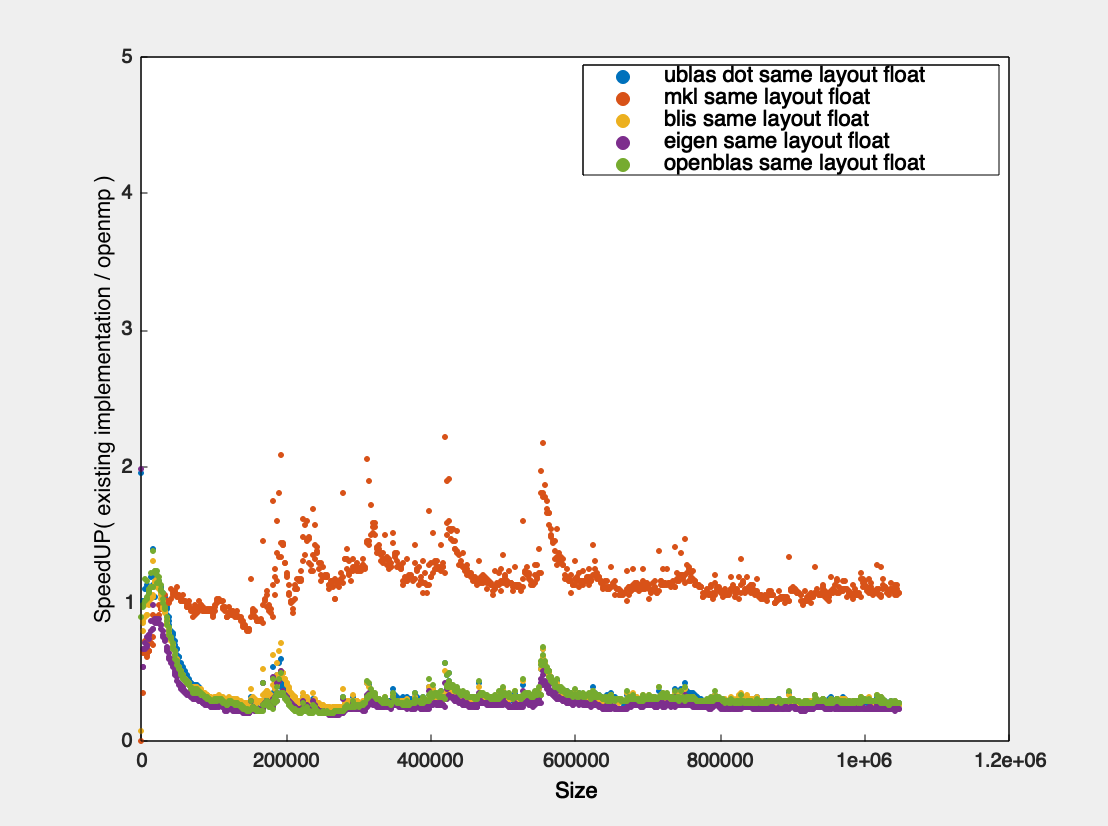 5
ublas dot same layout float
mkl same layout float
blis same layout float
eigen same layout float
openblas same layout float
4
3
2
1
0
SpeedUP( existing implementation / openmp )
0 200000 400000 600000 800000 1e+06 1.2e+06
Size